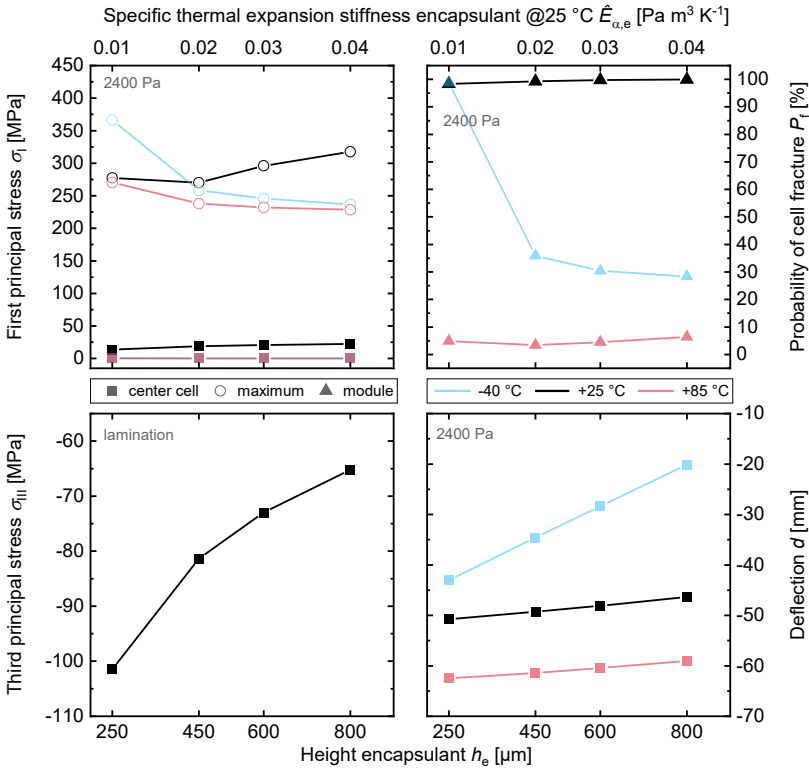 Specific thermal expansion stiffness encapsulant @25 °C Ê_α,e [Pa m³ K⁻¹]
0.01 0.02 0.03 0.04 0.01 0.02 0.03 0.04
First principal stress σ_I [MPa]
450
400
350
300
250
200
150
100
50
0
2400 Pa
2400 Pa
100
90
80
70
60
50
40
30
20
10
0
Probability of cell fracture P_f [%]
center cell maximum module
-40 °C +25 °C +85 °C
Third principal stress σ_III [MPa]
-60
-70
-80
-90
-100
-110
lamination
2400 Pa
-10
-20
-30
-40
-50
-60
-70
Deflection d [mm]
250 450 600 800 250 450 600 800
Height encapsulant h_e [µm]